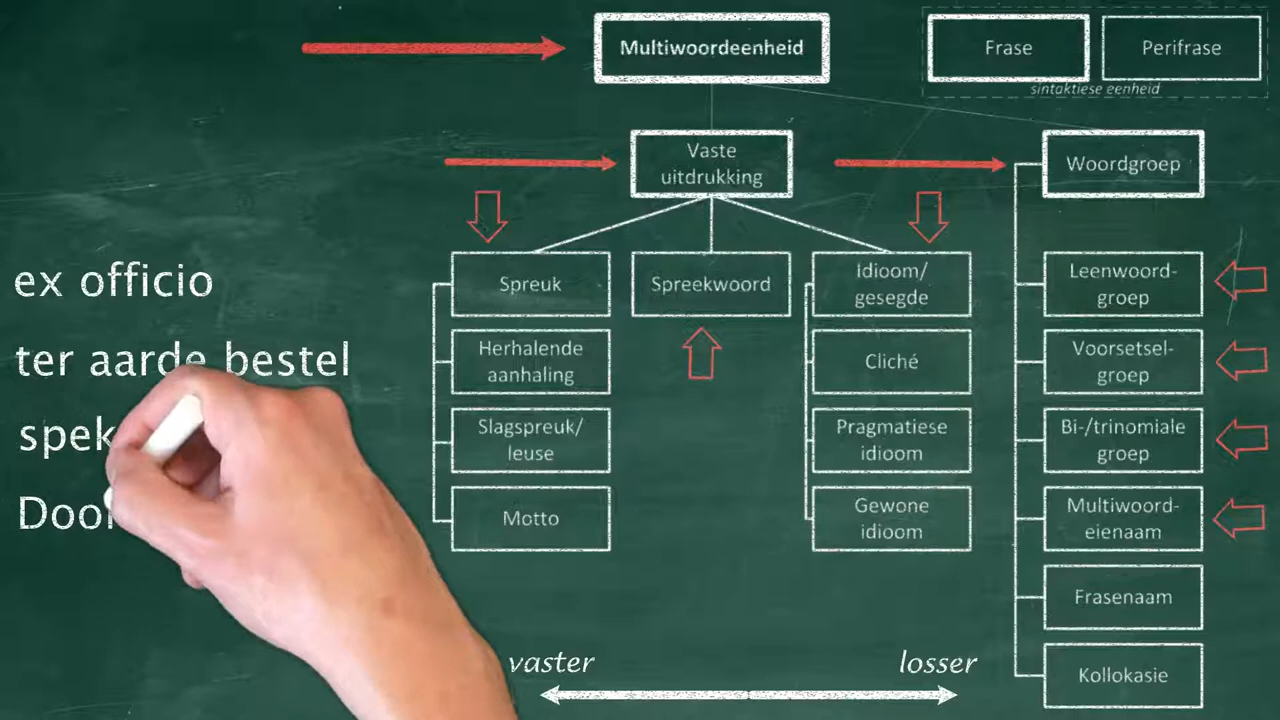 Multiwoordeenheid
Frase
Perifrase
sintaktiese eenheid
Vaste
uitdrukking
Woordgroep
ex officio
ter aarde bestel
Spreuk
Herhalende
aanhaling
Slagspreuk/
leuse
Motto
Spreekwoord
Idioom/
gesegde
Cliché
Pragmatiese
idioom
Gewone
idioom
Leenwoord-
groep
Voorsetsel-
groep
Bi-/trinomiale
groep
Multiwoord-
eienaam
Frasenaam
Kollokasie
vaster
losser